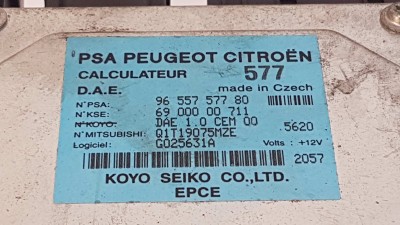 PSA PEUGEOT CITROËN
CALCULATEUR 577
D.A.E. made in Czech
N°PSA: 96 557 577 80
N°KSE: 69 000 00 711
N°KOYO: DAE 1.0 CEM 00
N°MITSUBISHI: Q1T19075MZE .5620
Logiciel: G025631A Volts : +12V
2057
KOYO SEIKO CO.,LTD.
EPCE